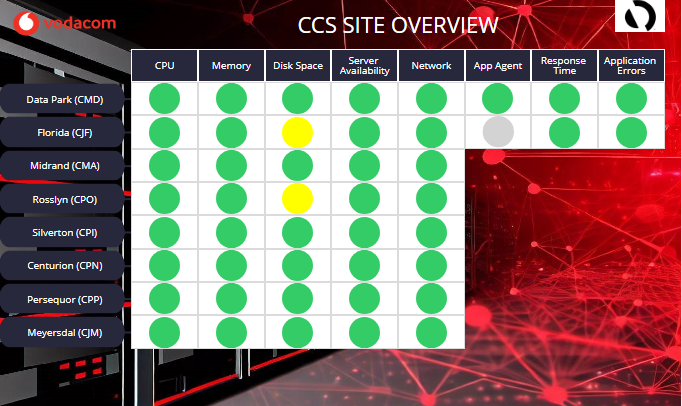 vodacom
CCS SITE OVERVIEW
CPU
Memory
Disk Space
Server
Availability
Network
App Agent
Response
Time
Application
Errors
Data Park (CMD)
Florida (CJF)
Midrand (CMA)
Rosslyn (CPO)
Silverton (CPI)
Centurion (CPN)
Persequor (CPP)
Meyersdal (CJM)